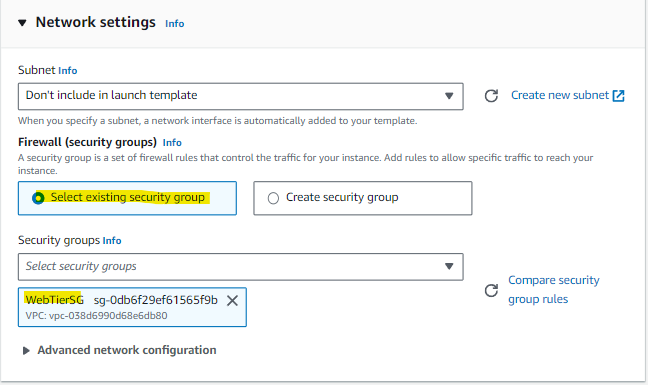 Network settings Info
Subnet Info
Don't include in launch template
Create new subnet
When you specify a subnet, a network interface is automatically added to your template.
Firewall (security groups) Info
A security group is a set of firewall rules that control the traffic for your instance. Add rules to allow specific traffic to reach your
instance.
Select existing security group
Create security group
Security groups Info
Select security groups
Compare security
group rules
WebTierSG sg-0db6f29ef61565f9b
VPC: vpc-038d6990d68e6db80
Advanced network configuration